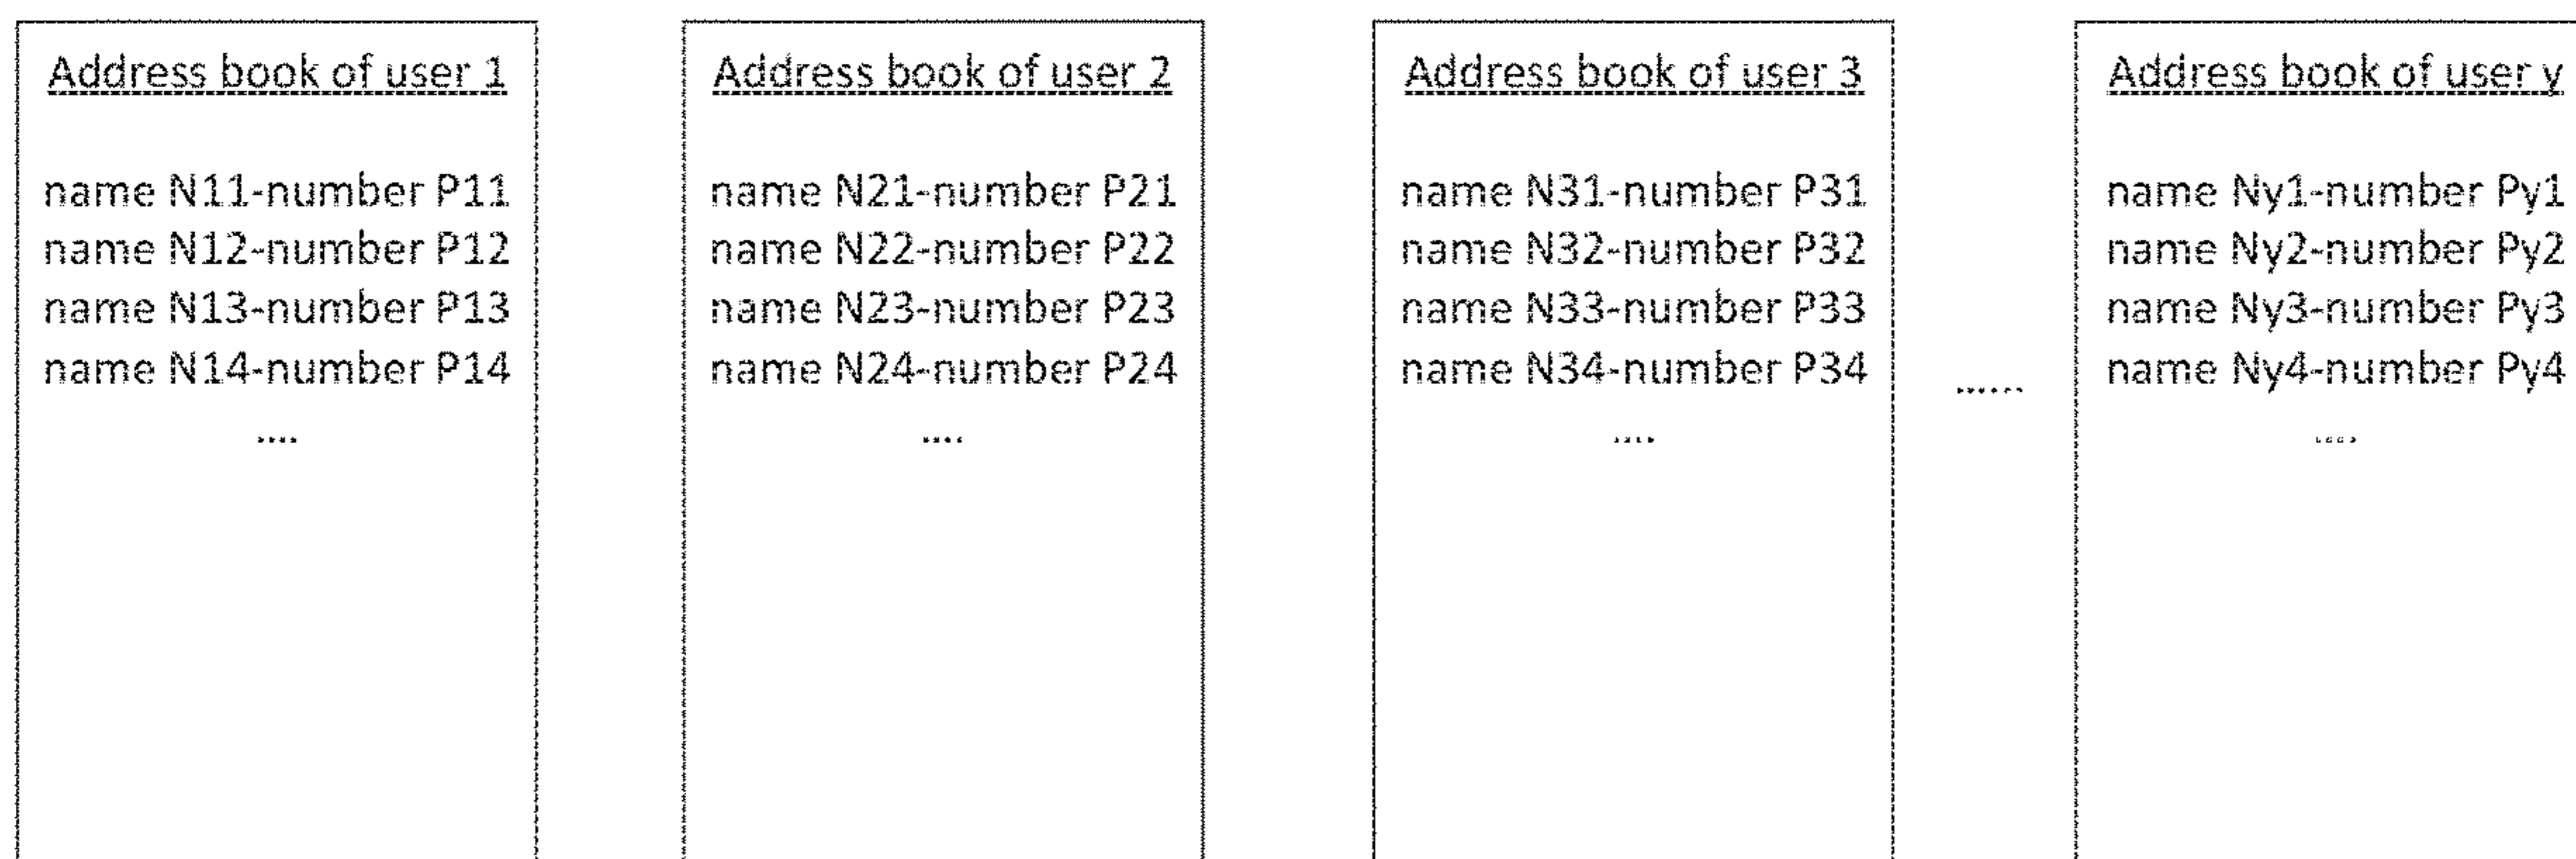 Address book of user 1
name N11-number P11
name N12-number P12
name N13-number P13
name N14-number P14
....
Address book of user 2
name N21-number P21
name N22-number P22
name N23-number P23
name N24-number P24
....
Address book of user 3
name N31-number P31
name N32-number P32
name N33-number P33
name N34-number P34
....
......
Address book of user y
name Ny1-number Py1
name Ny2-number Py2
name Ny3-number Py3
name Ny4-number Py4
....